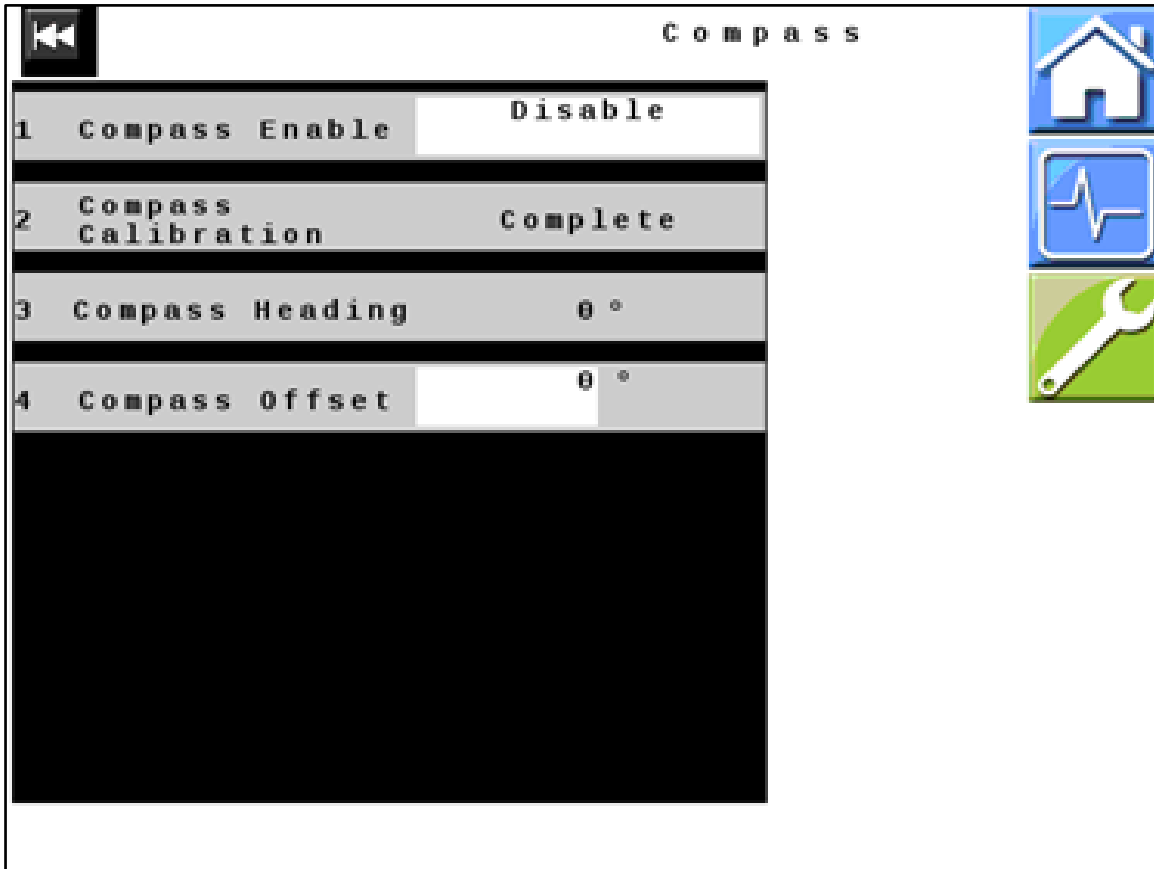 Compass
1 Compass Enable Disable
2 Compass
Calibration Complete
3 Compass Heading 0 °
4 Compass Offset 0 °